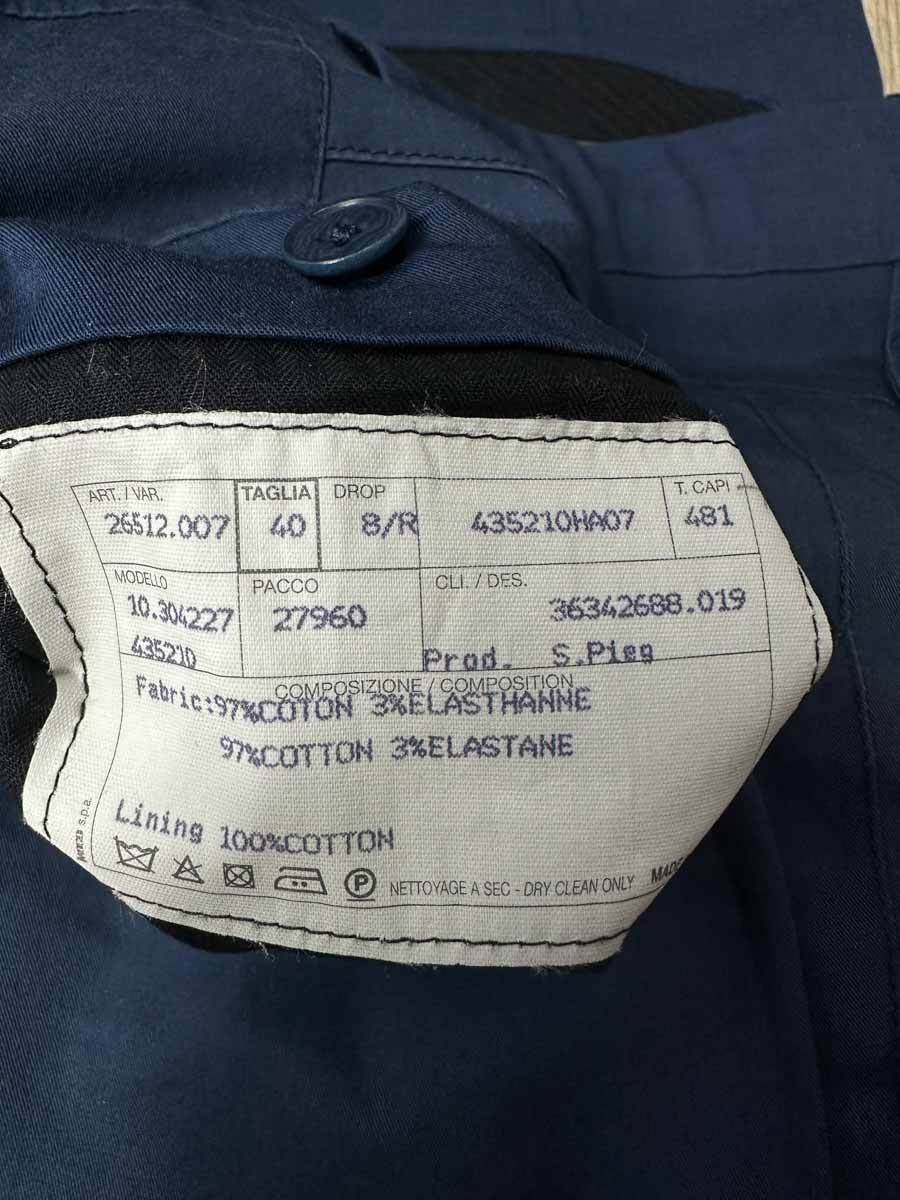 ART. / VAR. TAGLIA DROP T. CAPI
26512.007 40 8/R 435210HA07 481
MODELLO PACCO CLI. / DES.
10.304227 27960 36342688.019
435210 Prod. S.Pieg
COMPOSIZIONE / COMPOSITION
Fabric:97%COTON 3%ELASTHANNE
97%COTTON 3%ELASTANE
Lining 100%COTTON
P NETTOYAGE A SEC - DRY CLEAN ONLY
s.p.a.